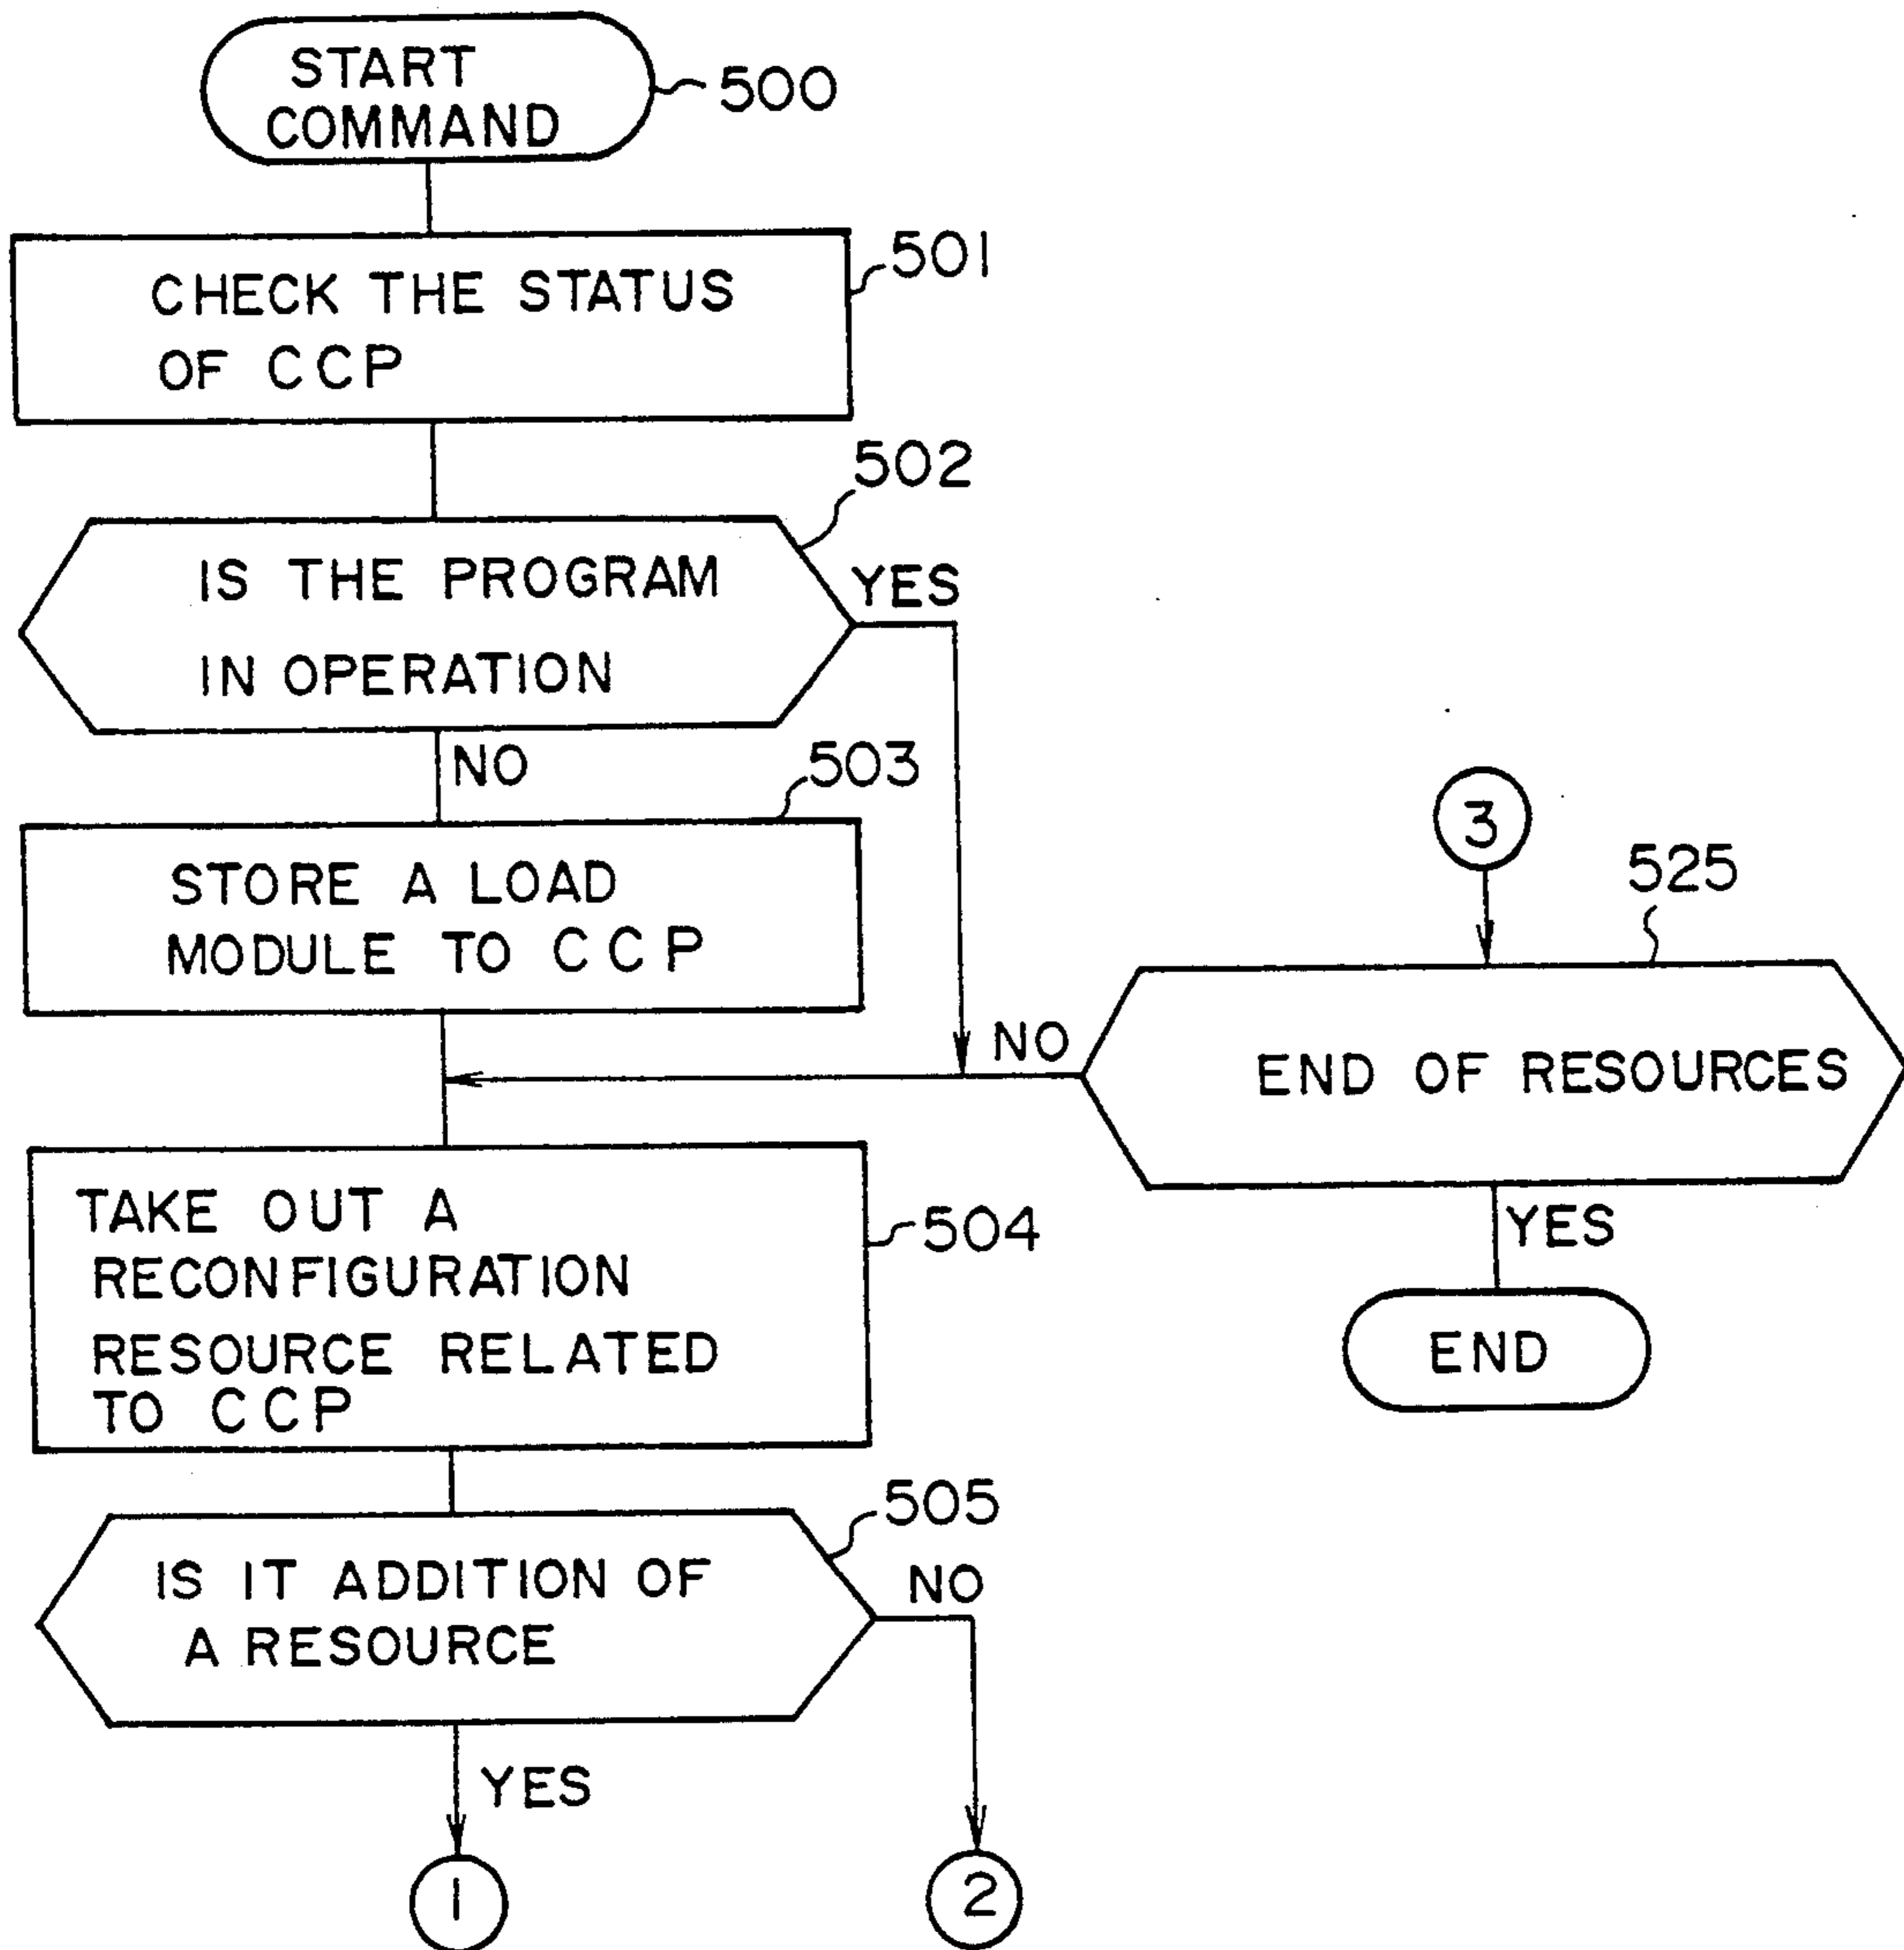 START
COMMAND
500
CHECK THE STATUS
OF CCP
501
502
IS THE PROGRAM
IN OPERATION
YES
NO
503
STORE A LOAD
MODULE TO CCP
3
525
NO
END OF RESOURCES
YES
END
TAKE OUT A
RECONFIGURATION
RESOURCE RELATED
TO CCP
504
505
IS IT ADDITION OF
A RESOURCE
NO
YES
1
2